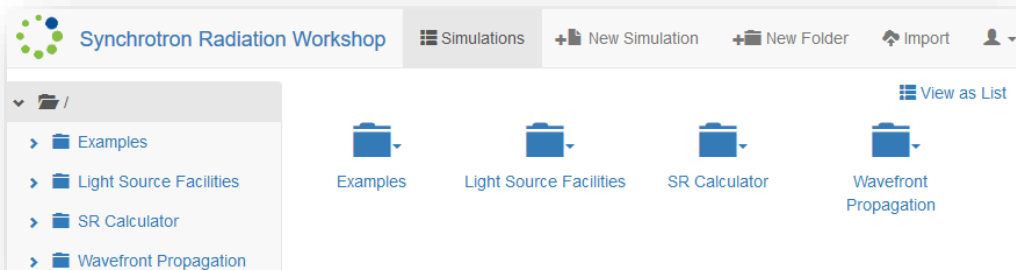 Synchrotron Radiation Workshop
Simulations
New Simulation
New Folder
Import
/
Examples
Light Source Facilities
SR Calculator
Wavefront Propagation
View as List
Examples
Light Source Facilities
SR Calculator
Wavefront
Propagation